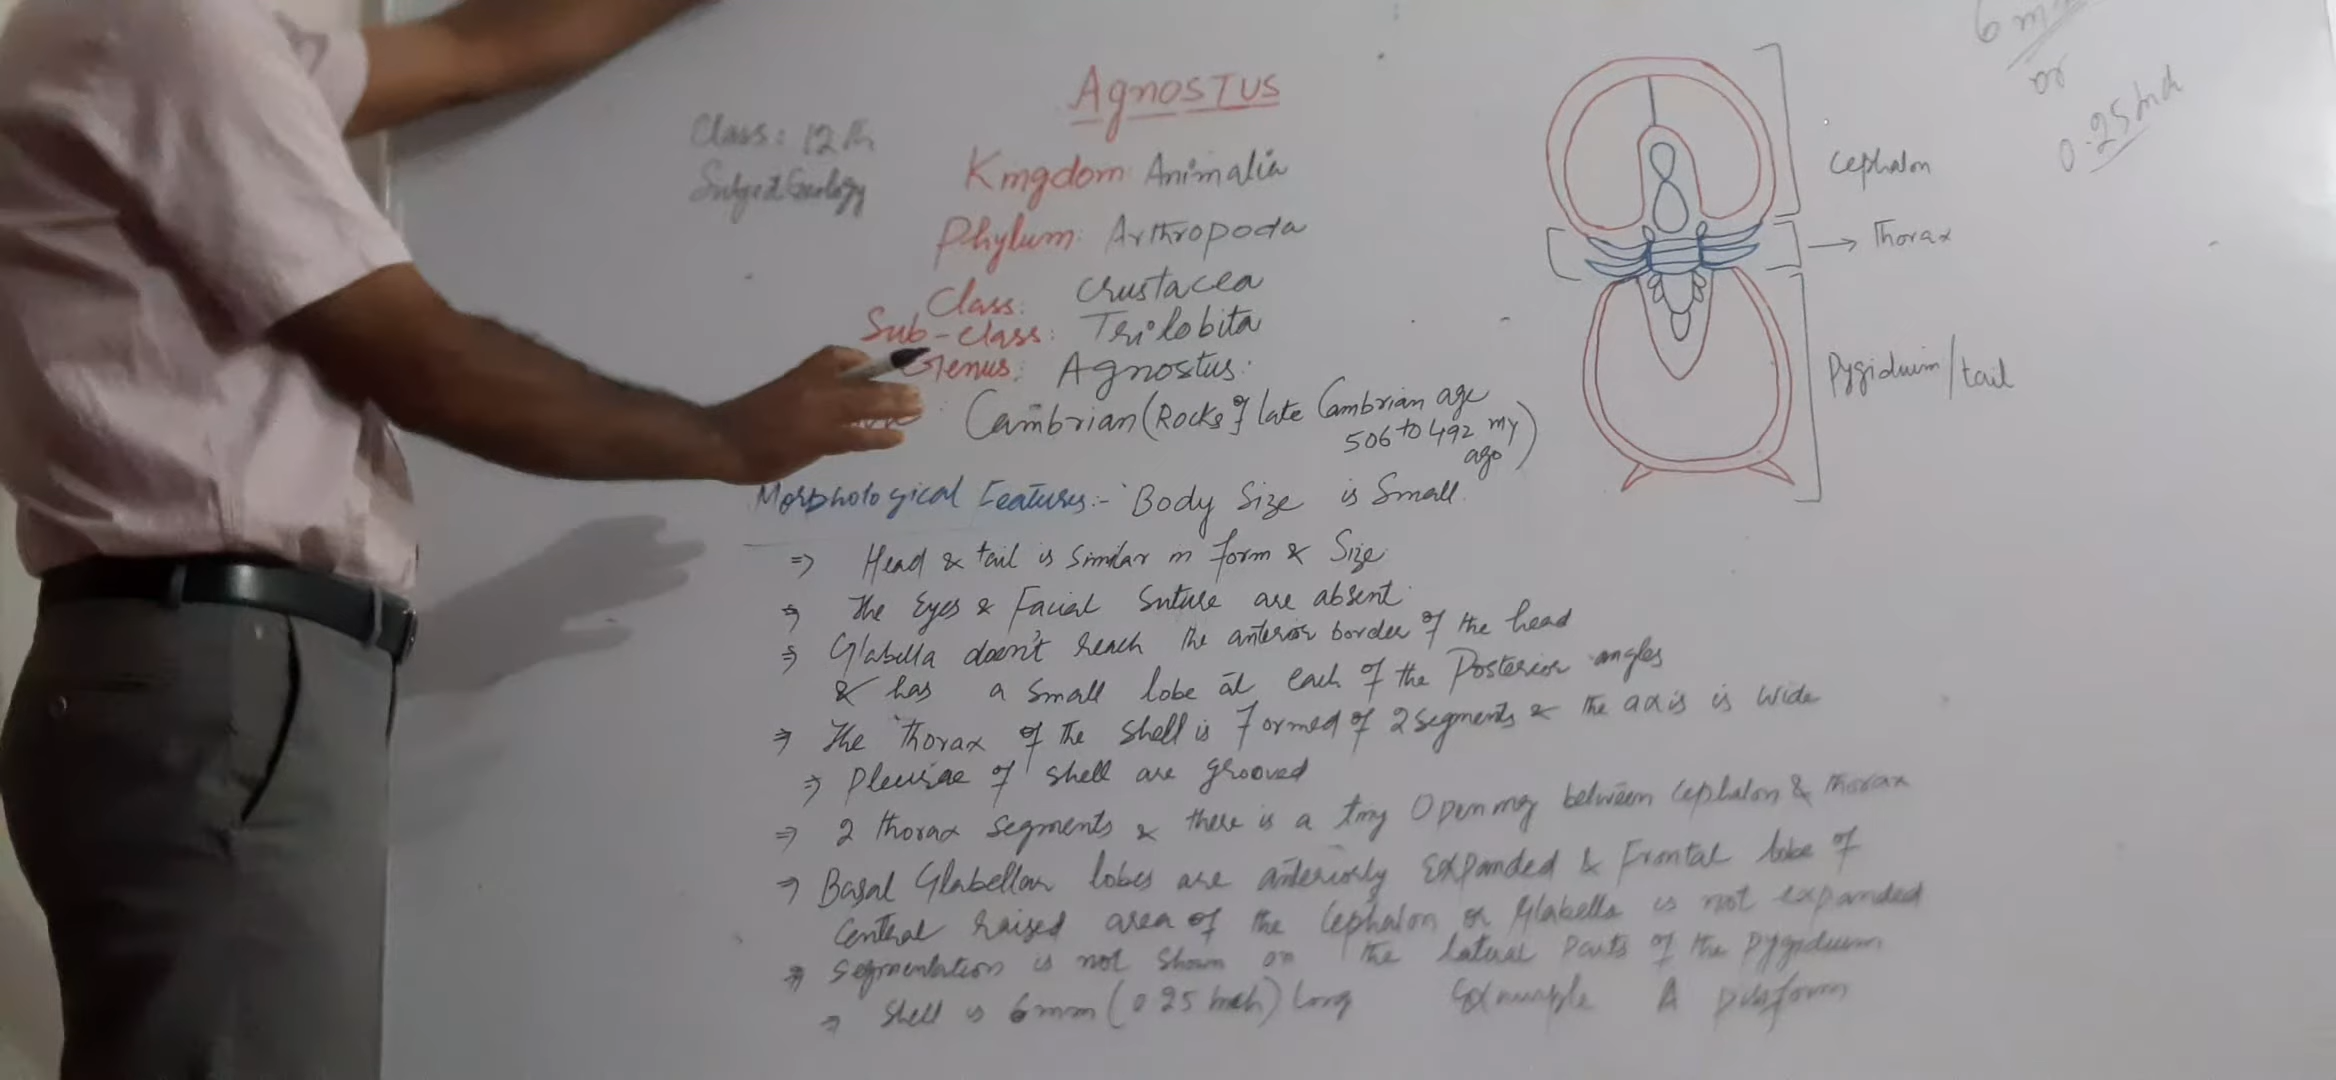 AgnosTUS
Class: 12th
Subject Geology
Kingdom: Animalia
Phylum: Arthropoda
Class: Crustacea
Sub-class: Trilobita
Genus: Agnostus.
Cambrian (Rocks of late Cambrian age
506 to 492 my
ago)
Morphological Features:- Body Size is Small.
⇒ Head & tail is similar in form & Size.
⇒ The Eyes & Facial Suture are absent.
⇒ Glabella doesn't reach the anterior border of the head
& has a small lobe at each of the Posterior angles
⇒ The Thorax of the shell is formed of 2 segments & the axis is wide
⇒ Pleurae of shell are grooved
⇒ 2 thorax segments & there is a tiny Opening between Cephalon & thorax
⇒ Basal Glabellar lobes are anteriorly Expanded & Frontal lobe of
Central raised area of the Cephalon or Glabella is not expanded
⇒ Segmentation is not shown on the lateral parts of the Pygidium
⇒ Shell is 6mm (0.25 Inch) long Example A pisiform
Cephalon
→ Thorax
Pygidium/tail
6 mm
or
0.25 Inch